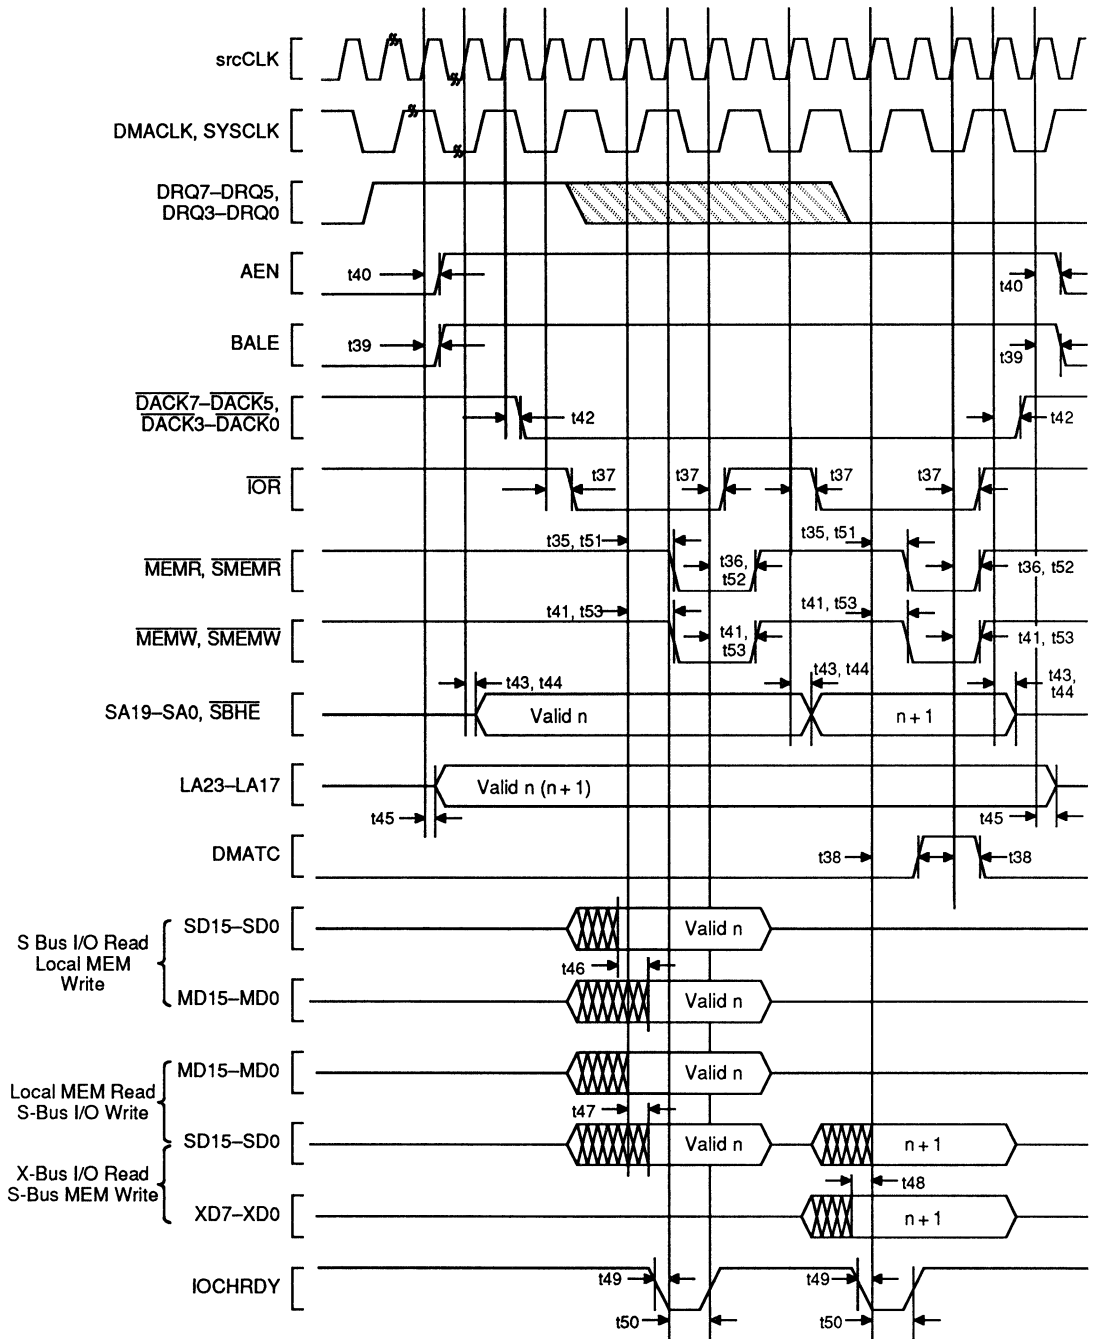 srcCLK
DMACLK, SYSCLK
DRQ7–DRQ5,
DRQ3–DRQ0
AEN
t40
t40
BALE
t39
t39
DACK7–DACK5,
DACK3–DACK0
t42
t42
IOR
t37
t37
t37
t37
t35, t51
t35, t51
MEMR, SMEMR
t36,
t52
t36, t52
t41, t53
t41, t53
MEMW, SMEMW
t41,
t53
t41, t53
t43, t44
t43, t44
t43,
t44
SA19–SA0, SBHE
Valid n
n + 1
LA23–LA17
Valid n (n + 1)
t45
t45
DMATC
t38
t38
S Bus I/O Read
Local MEM
Write
SD15–SD0
Valid n
t46
MD15–MD0
Valid n
Local MEM Read
S-Bus I/O Write
MD15–MD0
Valid n
t47
SD15–SD0
Valid n
n + 1
X-Bus I/O Read
S-Bus MEM Write
t48
XD7–XD0
n + 1
IOCHRDY
t49
t49
t50
t50